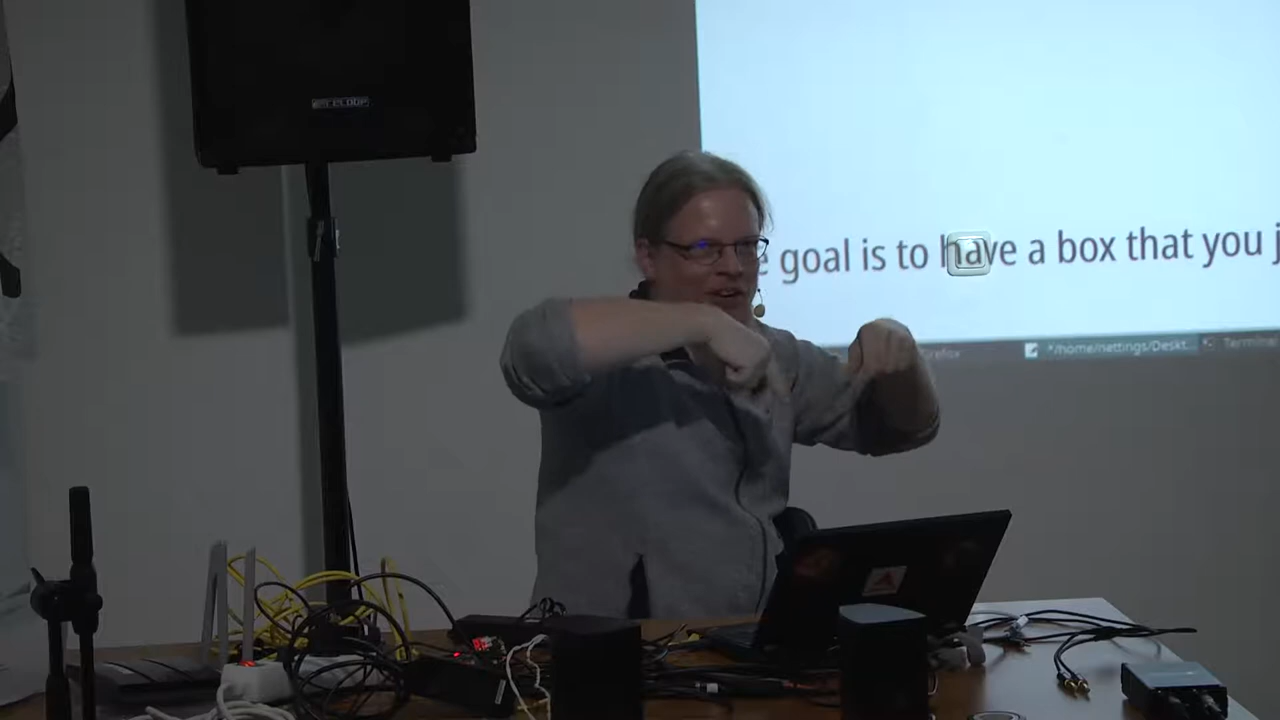 goal is to have a box that you j
*/home/nettings/Deskt...
Terminal